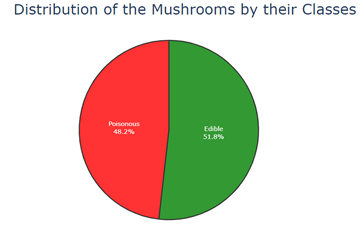 Distribution of the Mushrooms by their Classes
Poisonous
48.2%
Edible
51.8%